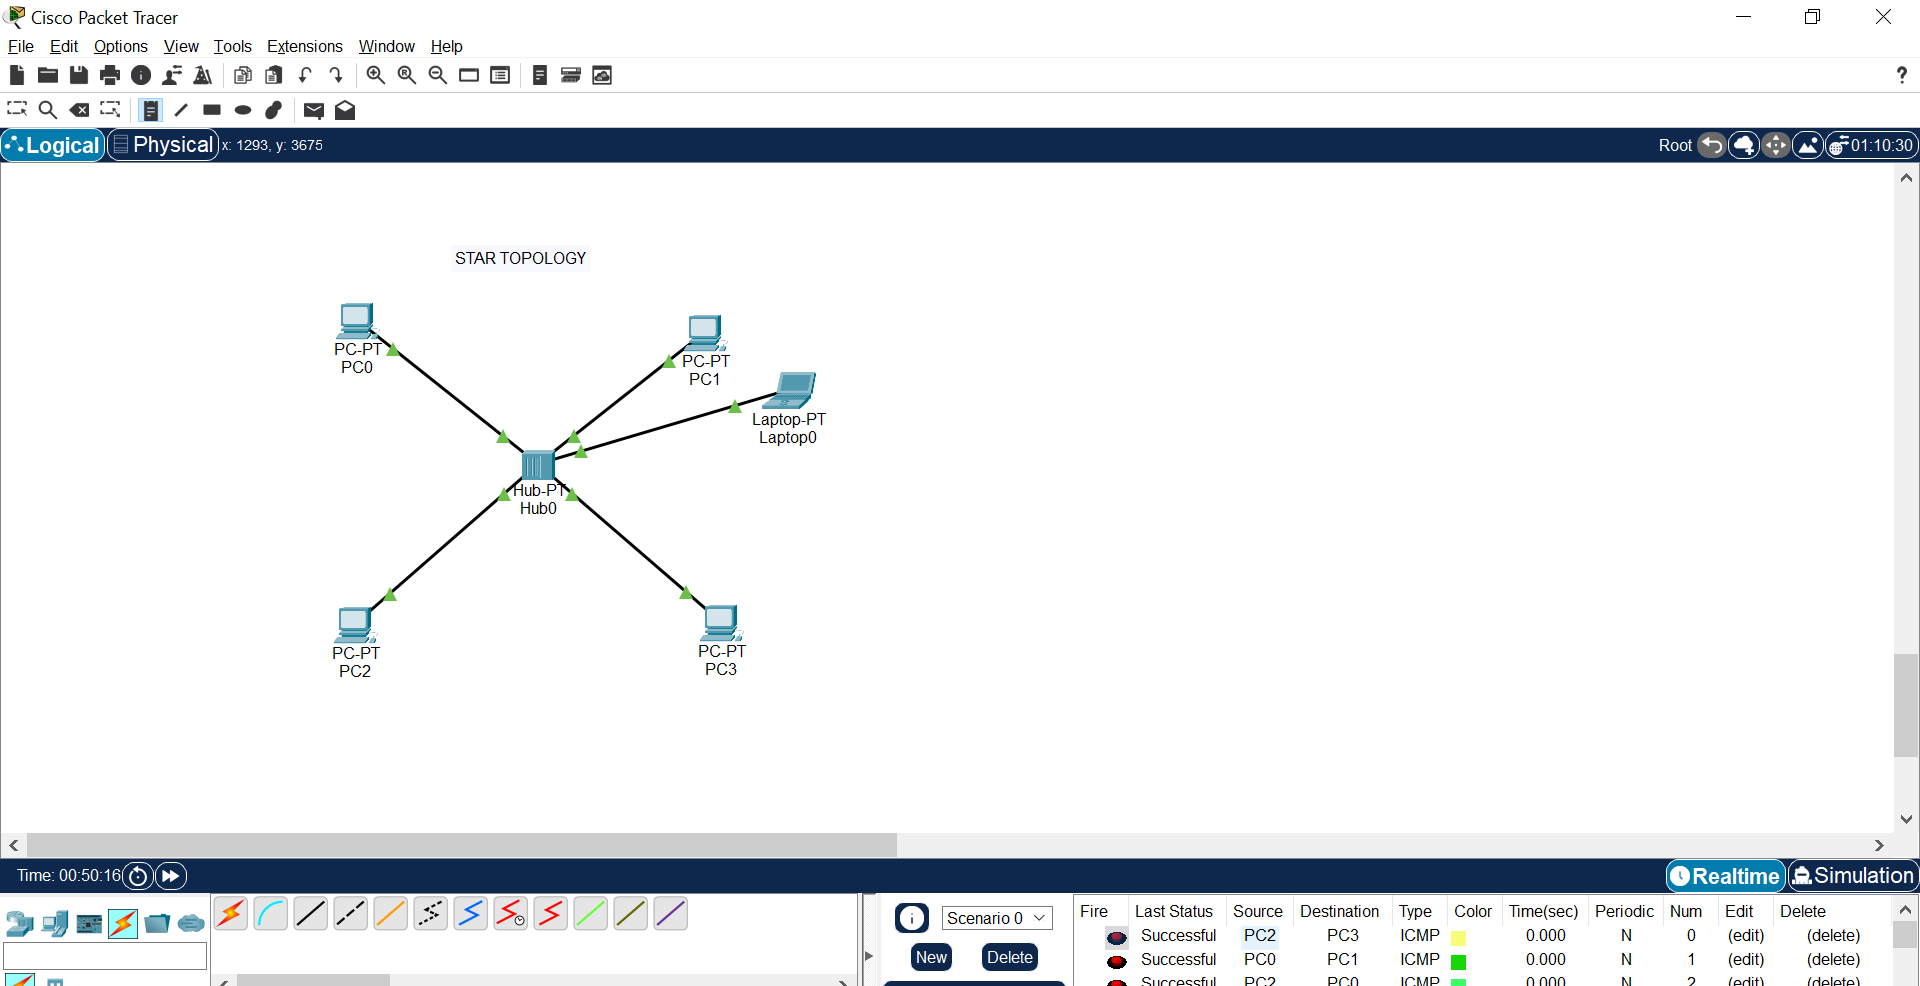 Cisco Packet Tracer
File Edit Options View Tools Extensions Window Help
?
Logical Physical x: 1293, y: 3675 Root 01:10:30
STAR TOPOLOGY
PC-PT
PC0
PC-PT
PC1
Laptop-PT
Laptop0
Hub-PT
Hub0
PC-PT
PC2
PC-PT
PC3
Time: 00:50:16 Realtime Simulation
Scenario 0
New Delete
Fire Last Status Source Destination Type Color Time(sec) Periodic Num Edit Delete
Successful PC2 PC3 ICMP 0.000 N 0 (edit) (delete)
Successful PC0 PC1 ICMP 0.000 N 1 (edit) (delete)
Successful PC2 PC0 ICMP 0.000 N 2 (edit) (delete)